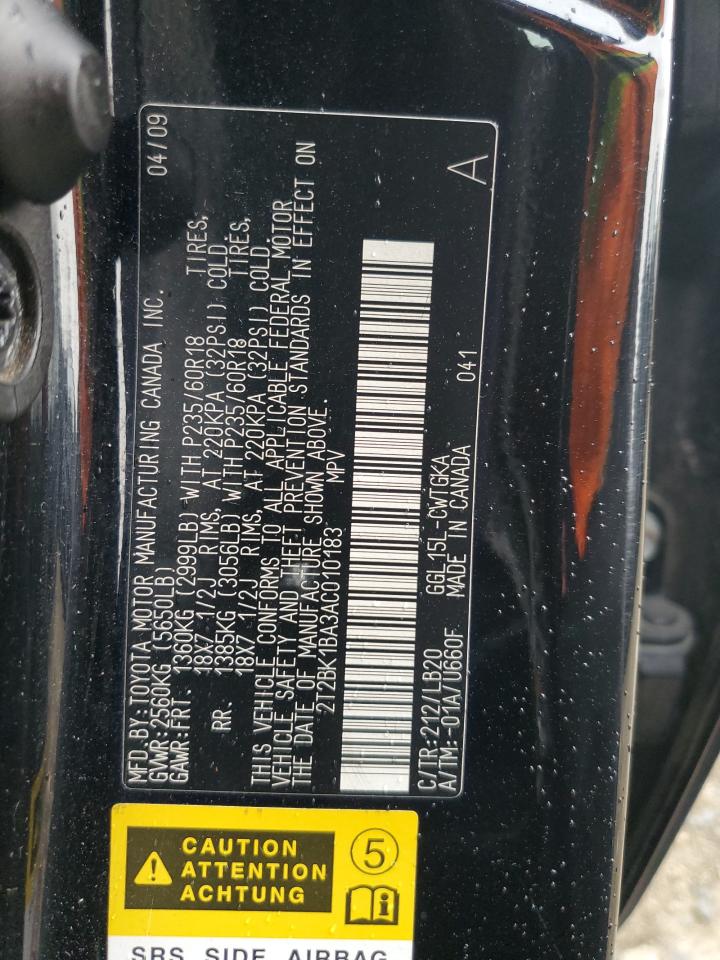 MFD.BY:TOYOTA MOTOR MANUFACTURING CANADA INC. 04/09
GVWR:2560KG (5650LB)
GAWR:FRT. 1360KG (2999LB) WITH P235/60R18 TIRES,
18X7 1/2J RIMS, AT 220KPA (32PSI) COLD.
RR. 1385KG (3056LB) WITH P235/60R18 TIRES,
18X7 1/2J RIMS, AT 220KPA (32PSI) COLD.
THIS VEHICLE CONFORMS TO ALL APPLICABLE FEDERAL MOTOR
VEHICLE SAFETY AND THEFT PREVENTION STANDARDS IN EFFECT ON
THE DATE OF MANUFACTURE SHOWN ABOVE.
2T2BK1BA3AC010183 MPV
C/TR:212/LB20 GGL15L-CWTGKA 041
A/TM:-01A/U660F MADE IN CANADA A
CAUTION
ATTENTION
ACHTUNG
5
i
SRS SIDE AIRBAG